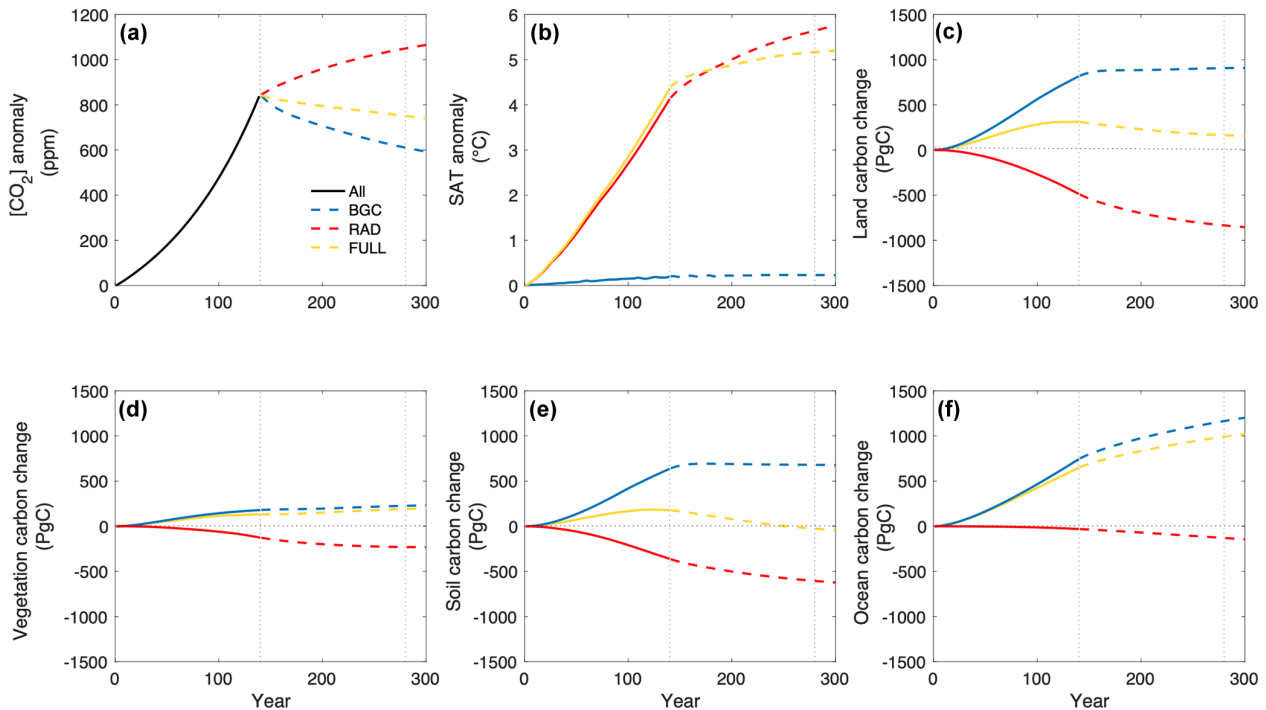 (a)
[CO2] anomaly
(ppm)
1200
1000
800
600
400
200
0
0 100 200 300
All
BGC
RAD
FULL
(b)
SAT anomaly
(°C)
6
5
4
3
2
1
0
0 100 200 300
(c)
Land carbon change
(PgC)
1500
1000
500
0
-500
-1000
-1500
0 100 200 300
(d)
Vegetation carbon change
(PgC)
1500
1000
500
0
-500
-1000
-1500
0 100 200 300
Year
(e)
Soil carbon change
(PgC)
1500
1000
500
0
-500
-1000
-1500
0 100 200 300
Year
(f)
Ocean carbon change
(PgC)
1500
1000
500
0
-500
-1000
-1500
0 100 200 300
Year